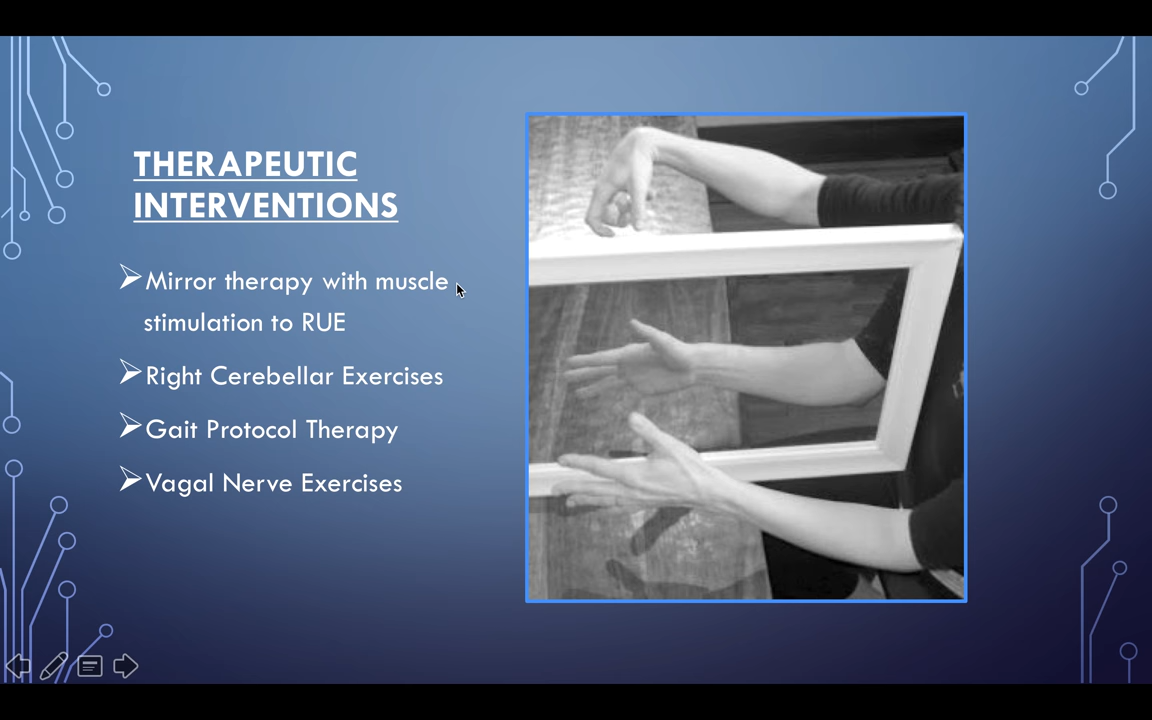 THERAPEUTIC
INTERVENTIONS
Mirror therapy with muscle
stimulation to RUE
Right Cerebellar Exercises
Gait Protocol Therapy
Vagal Nerve Exercises